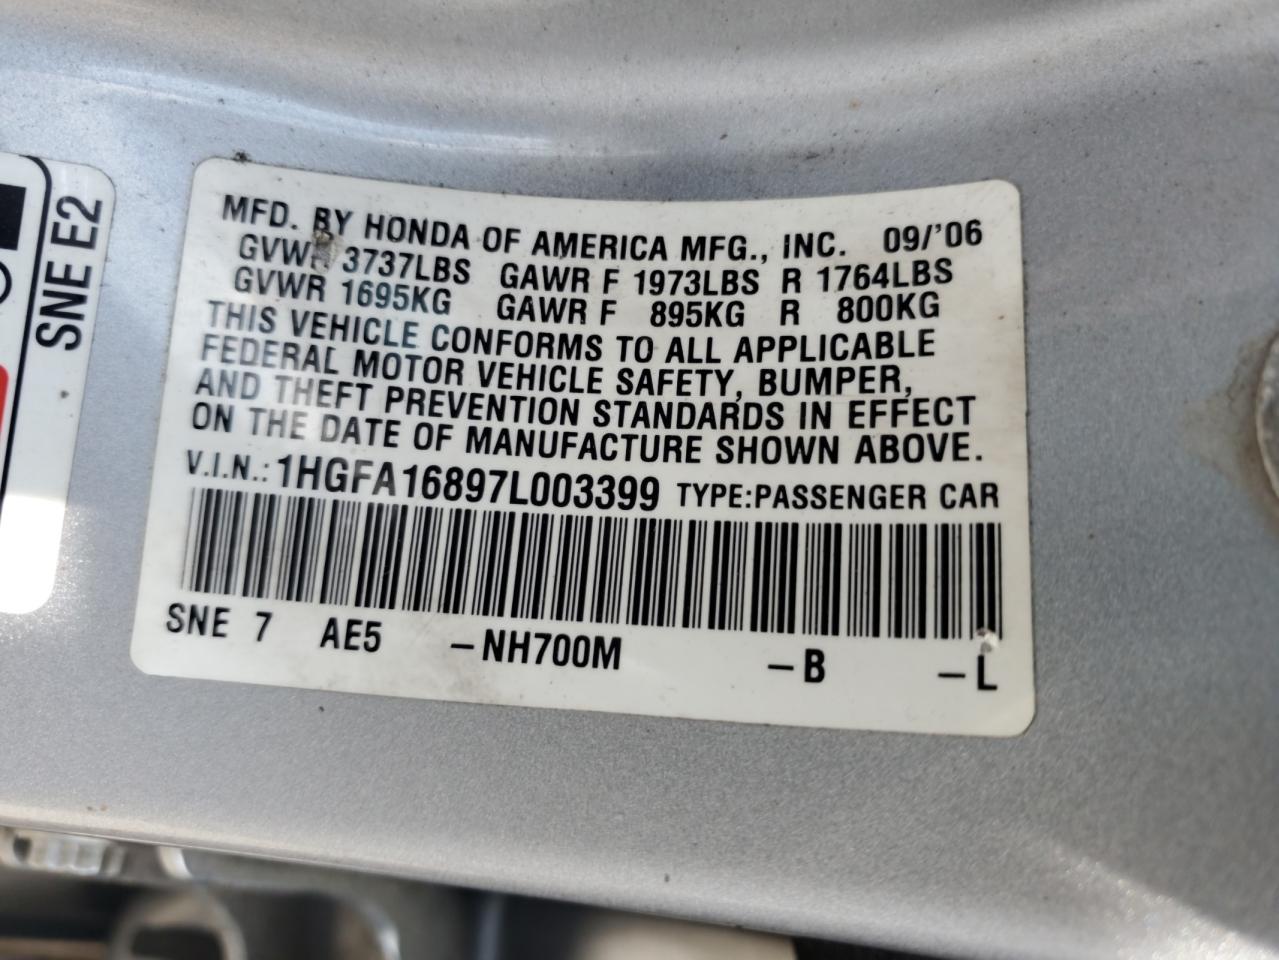 SNE E2
MFD. BY HONDA OF AMERICA MFG., INC. 09/'06
GVWR 3737LBS GAWR F 1973LBS R 1764LBS
GVWR 1695KG GAWR F 895KG R 800KG
THIS VEHICLE CONFORMS TO ALL APPLICABLE
FEDERAL MOTOR VEHICLE SAFETY, BUMPER,
AND THEFT PREVENTION STANDARDS IN EFFECT
ON THE DATE OF MANUFACTURE SHOWN ABOVE.
V.I.N.: 1HGFA16897L003399 TYPE:PASSENGER CAR
SNE 7 AE5 -NH700M -B -L